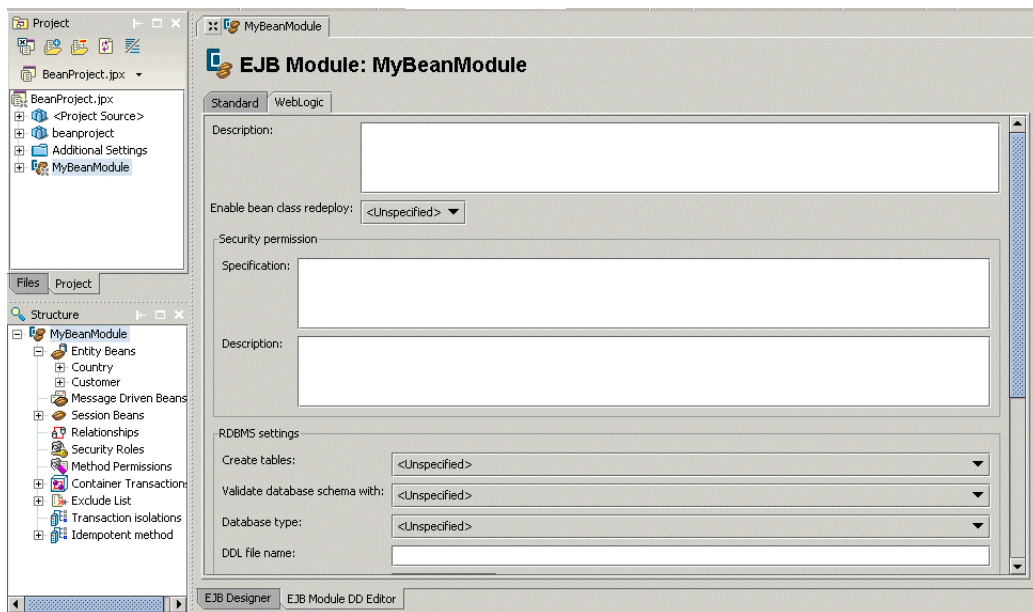 Project
BeanProject.jpx
BeanProject.jpx
<Project Source>
beanproject
Additional Settings
MyBeanModule
Files
Project
Structure
MyBeanModule
Entity Beans
Country
Customer
Message Driven Beans
Session Beans
Relationships
Security Roles
Method Permissions
Container Transactions
Exclude List
Transaction isolations
Idempotent method
MyBeanModule
EJB Module: MyBeanModule
Standard
WebLogic
Description:
Enable bean class redeploy: <Unspecified>
Security permission
Specification:
Description:
RDBMS settings
Create tables: <Unspecified>
Validate database schema with: <Unspecified>
Database type: <Unspecified>
DDL file name:
EJB Designer
EJB Module DD Editor